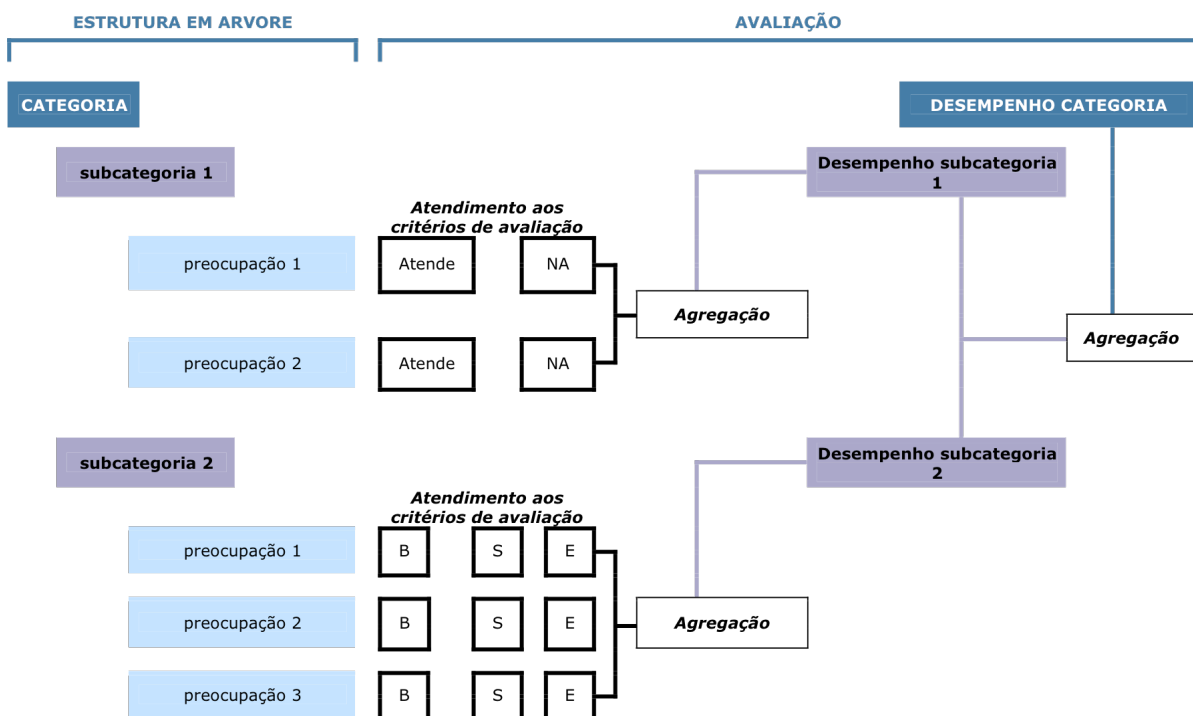 ESTRUTURA EM ARVORE
AVALIAÇÃO
CATEGORIA
DESEMPENHO CATEGORIA
subcategoria 1
Desempenho subcategoria
1
Atendimento aos
critérios de avaliação
preocupação 1
Atende
NA
Agregação
Agregação
preocupação 2
Atende
NA
subcategoria 2
Desempenho subcategoria
2
Atendimento aos
critérios de avaliação
preocupação 1
B
S
E
preocupação 2
B
S
E
Agregação
preocupação 3
B
S
E